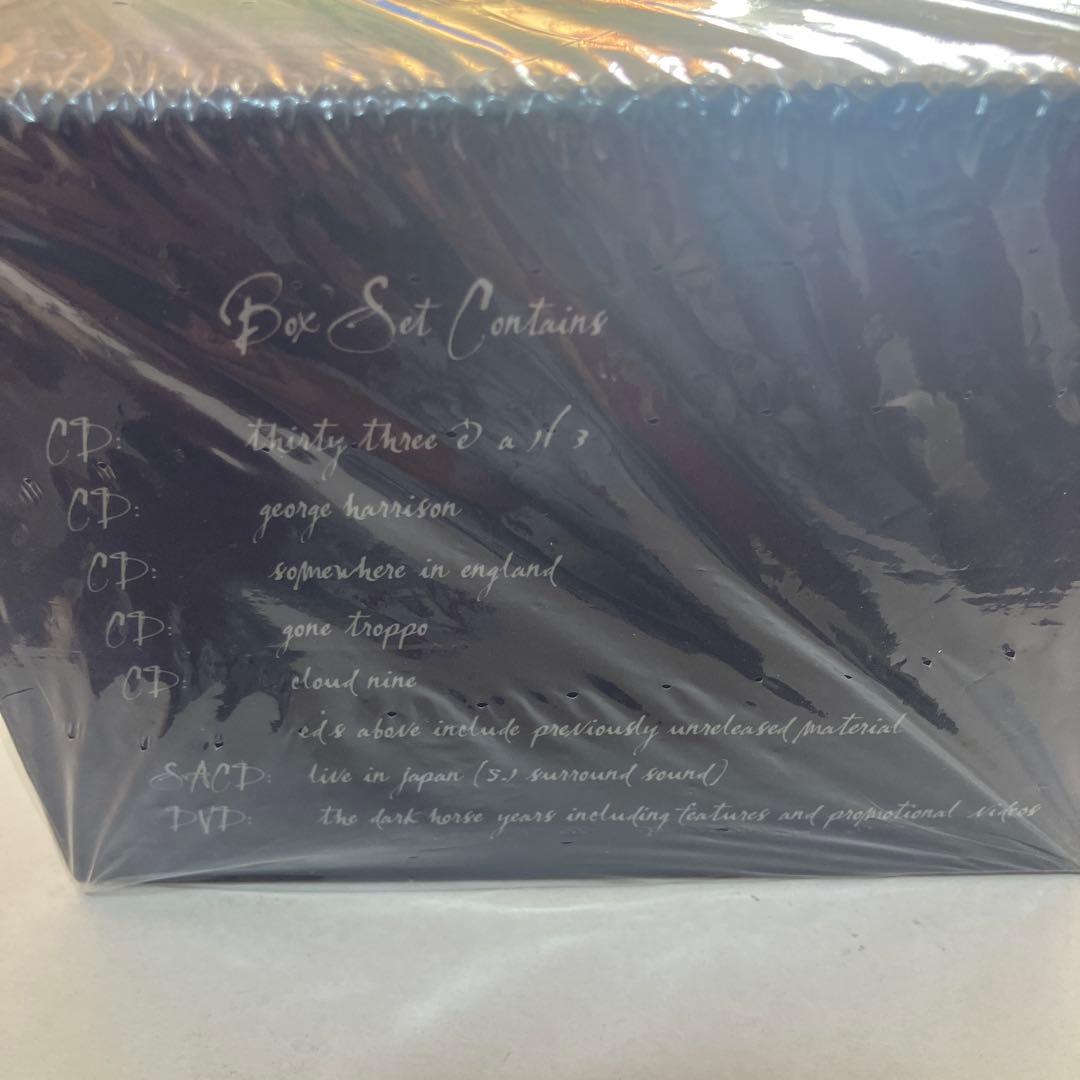 Box Set Contains
CD: thirty three & a 1/3
CD: george harrison
CD: somewhere in england
CD: gone troppo
CD: cloud nine
cd's above include previously unreleased material
SACD: live in japan (5.1 surround sound)
DVD: the dark horse years including features and promotional videos